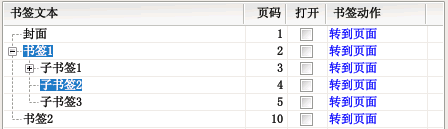 书签文本 页码 打开 书签动作
封面 1 转到页面
书签1 2 转到页面
子书签1 3 转到页面
子书签2 4 转到页面
子书签3 5 转到页面
书签2 10 转到页面